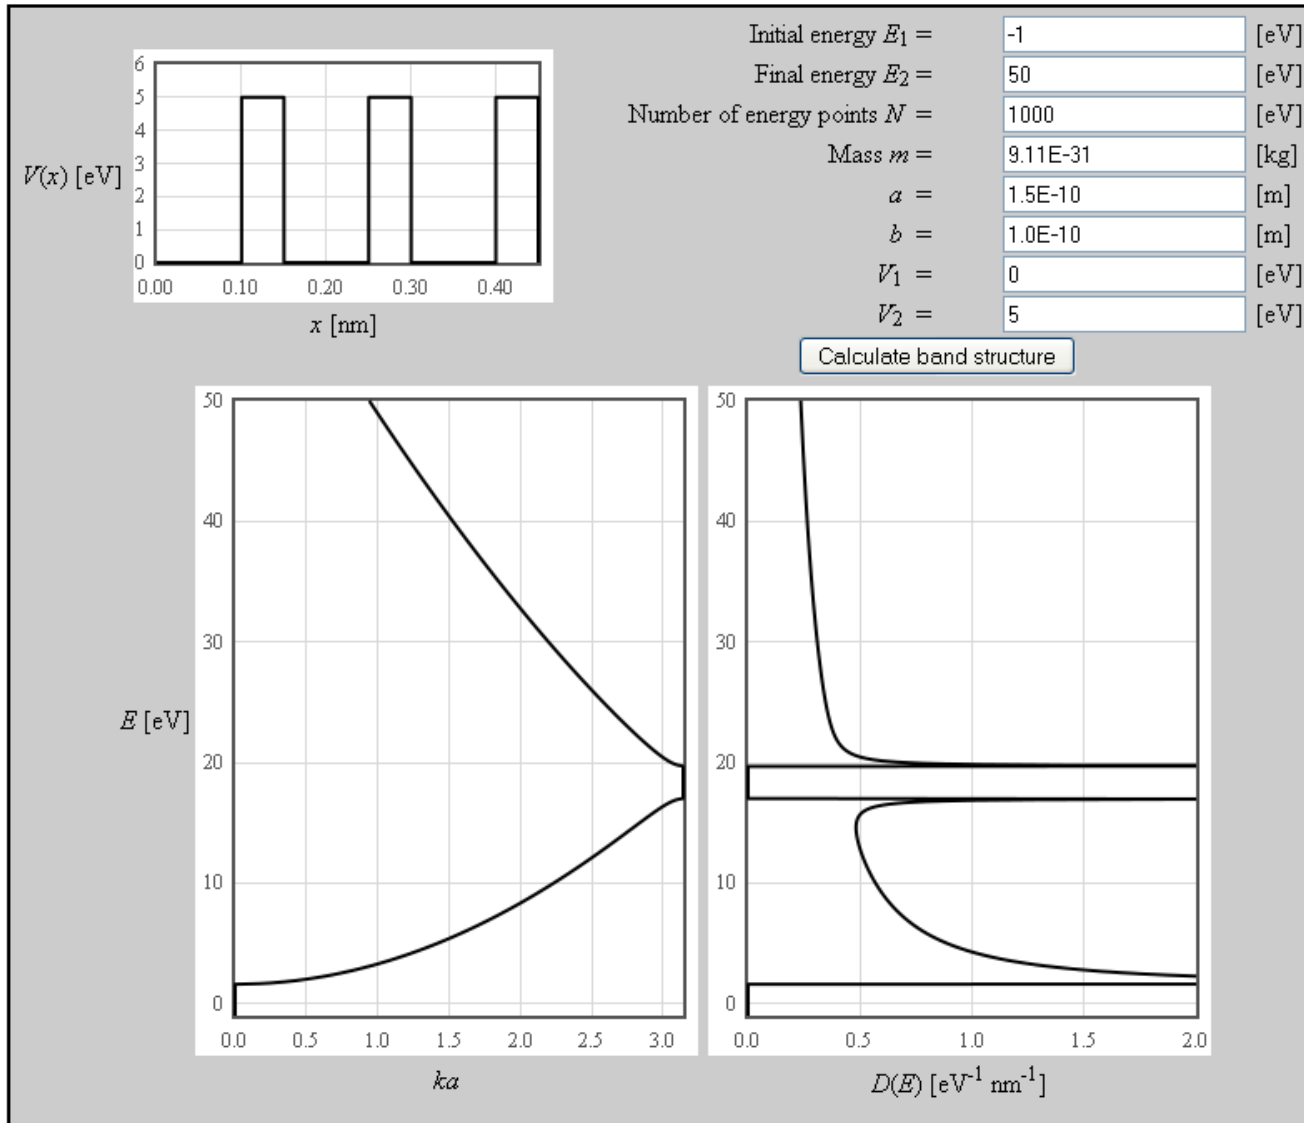 6
5
4
3
2
1
0
V(x) [eV]
0.00 0.10 0.20 0.30 0.40
x [nm]
Initial energy E1 = -1 [eV]
Final energy E2 = 50 [eV]
Number of energy points N = 1000 [eV]
Mass m = 9.11E-31 [kg]
a = 1.5E-10 [m]
b = 1.0E-10 [m]
V1 = 0 [eV]
V2 = 5 [eV]
Calculate band structure
50
40
30
20
10
0
E [eV]
0.0 0.5 1.0 1.5 2.0 2.5 3.0
ka
50
40
30
20
10
0
0.0 0.5 1.0 2.0
D(E) [eV-1 nm-1]